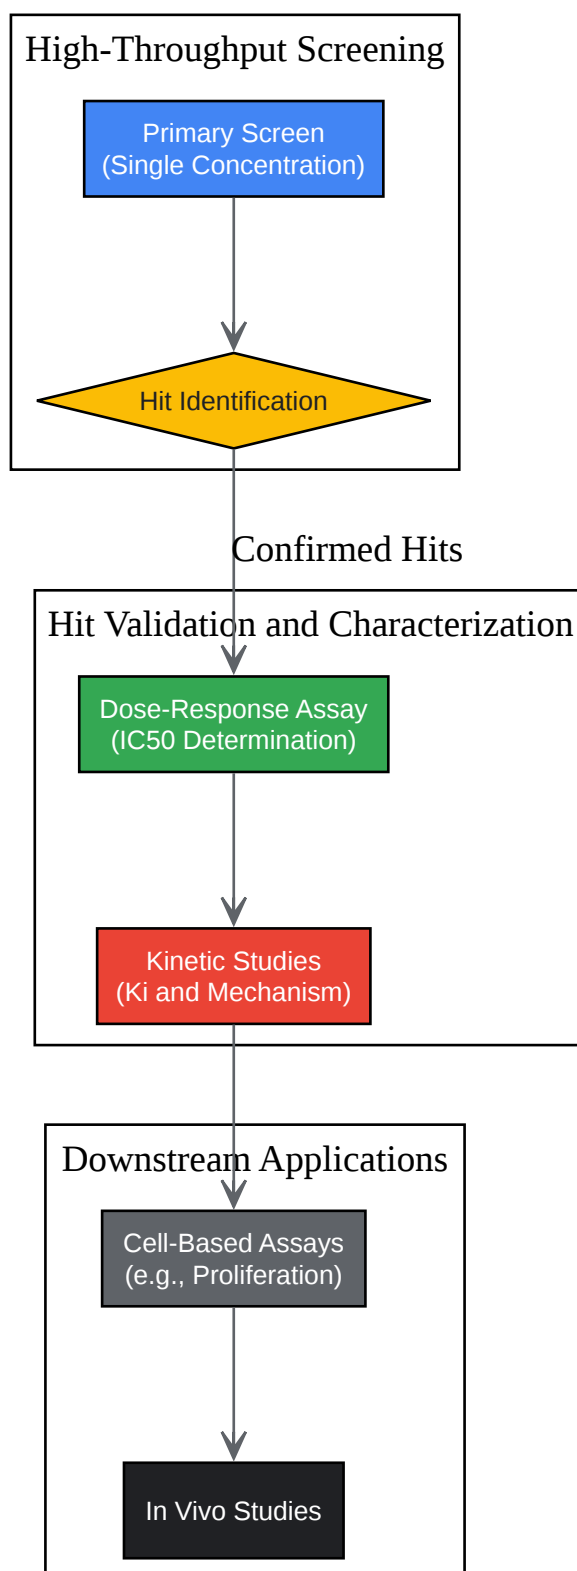 High-Throughput Screening
Primary Screen
(Single Concentration)
Hit Identification
Confirmed Hits
Hit Validation and Characterization
Dose-Response Assay
(IC50 Determination)
Kinetic Studies
(Ki and Mechanism)
Downstream Applications
Cell-Based Assays
(e.g., Proliferation)
In Vivo Studies